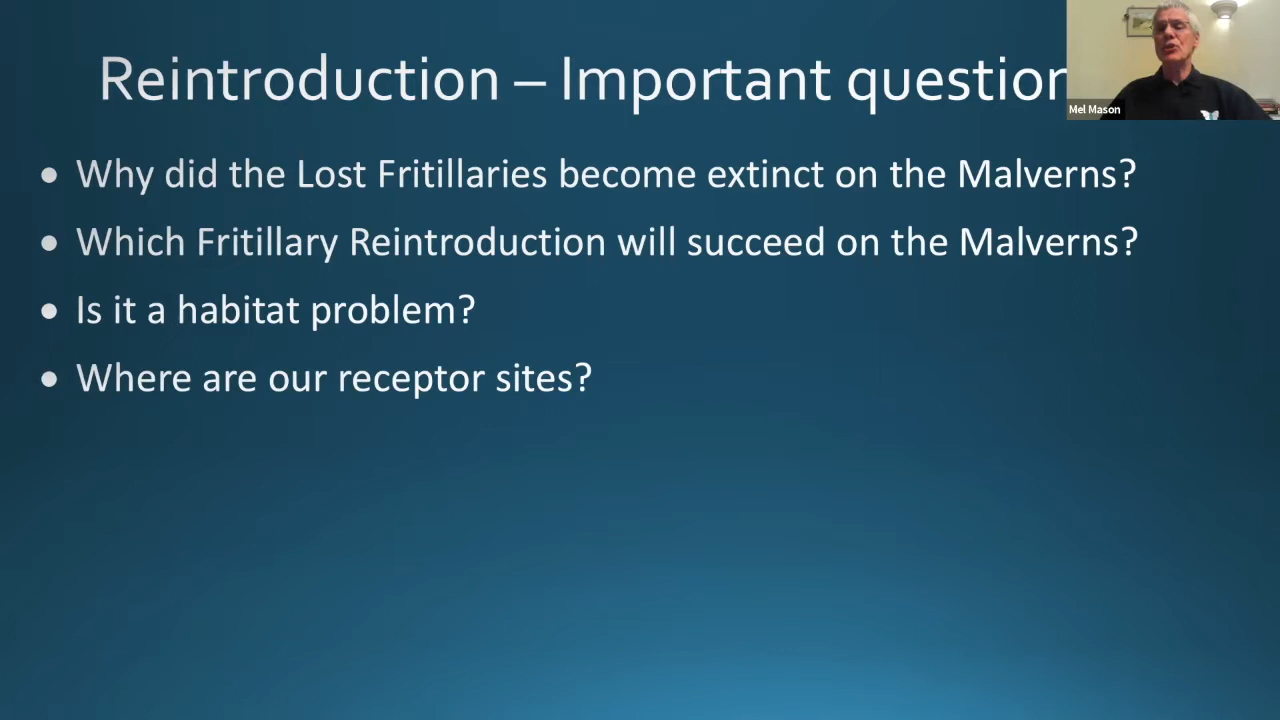 Reintroduction – Important question
Mel Mason
• Why did the Lost Fritillaries become extinct on the Malverns?
• Which Fritillary Reintroduction will succeed on the Malverns?
• Is it a habitat problem?
• Where are our receptor sites?